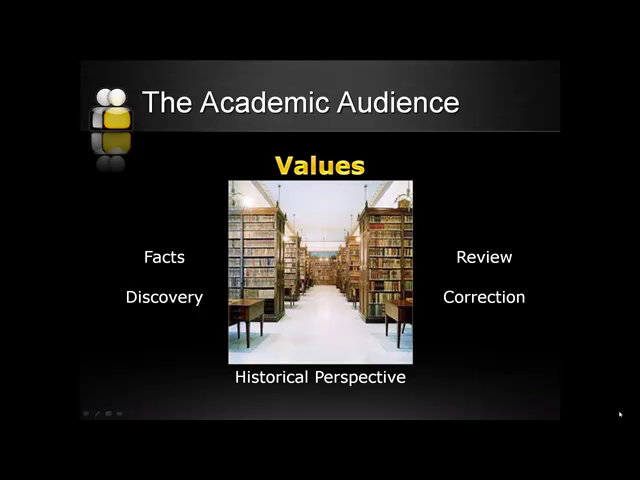 The Academic Audience
Values
Facts
Review
Discovery
Correction
Historical Perspective